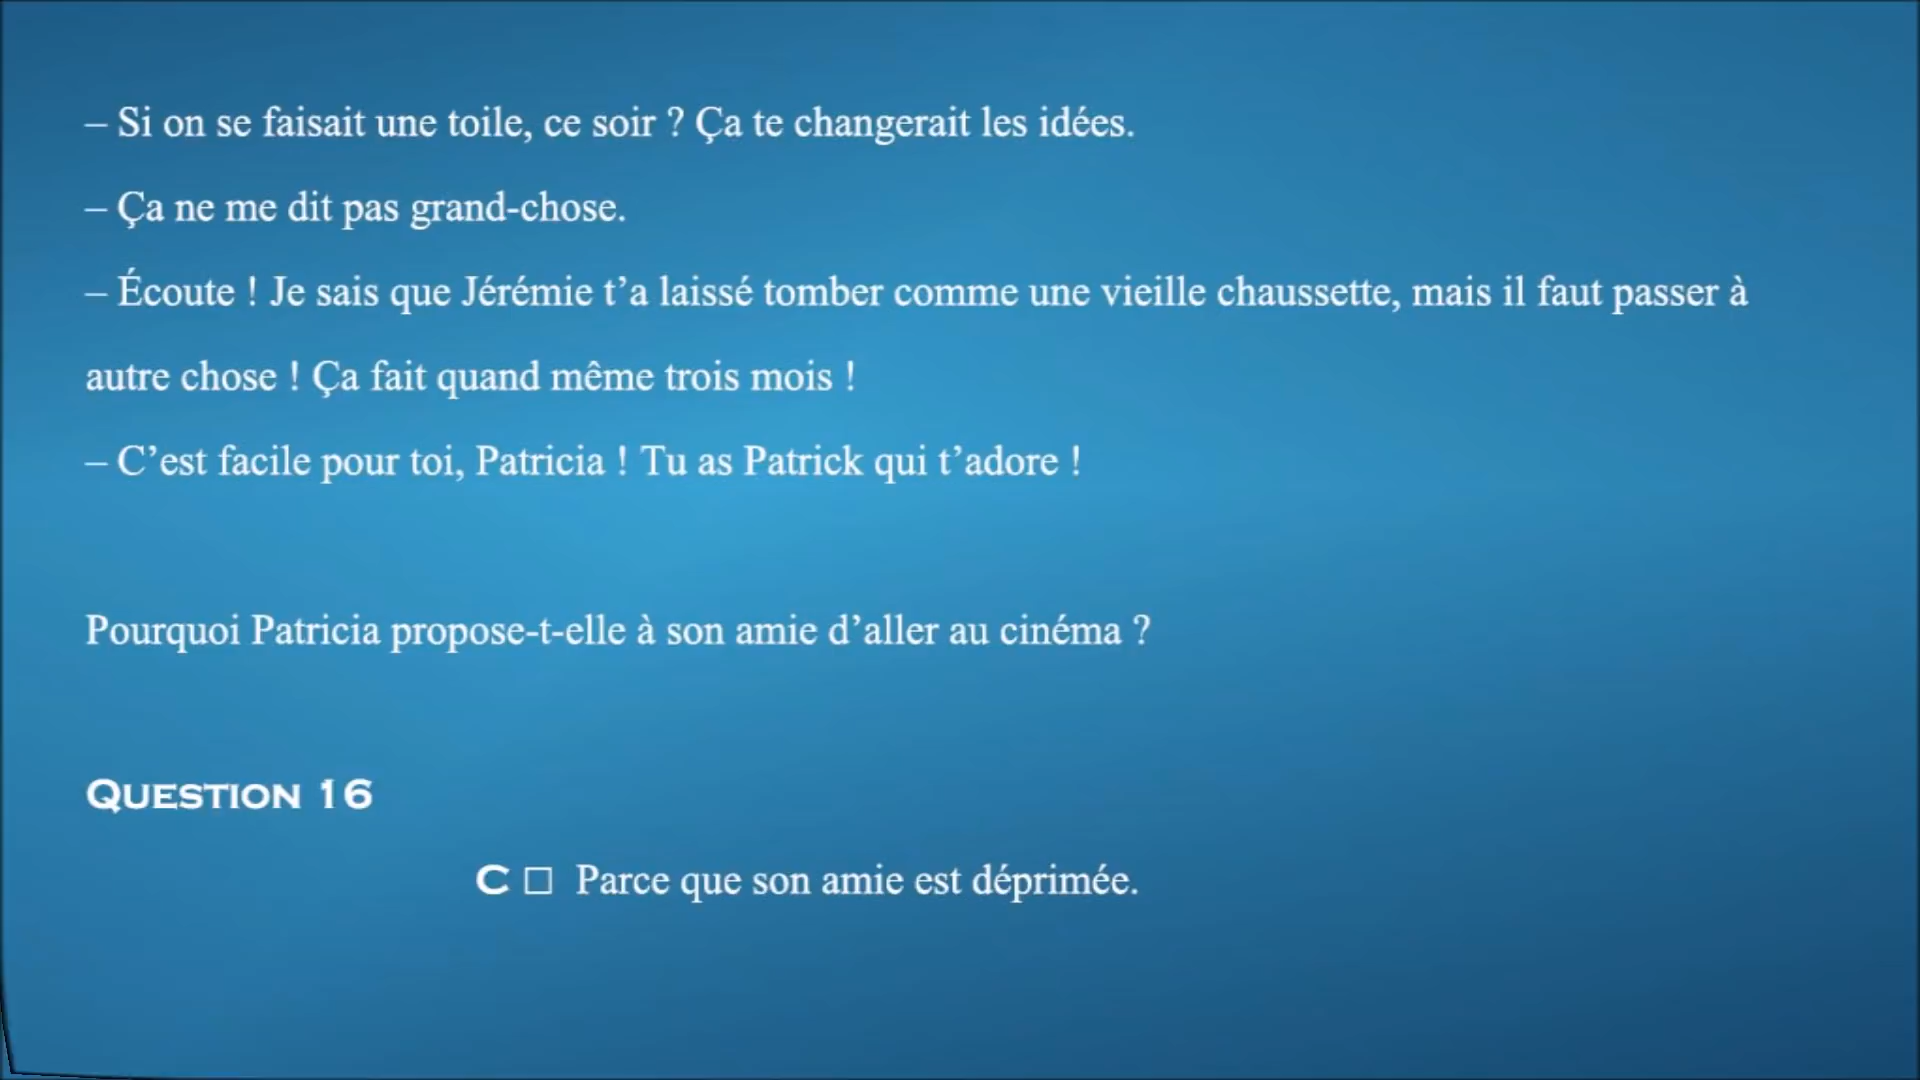 – Si on se faisait une toile, ce soir ? Ça te changerait les idées.
– Ça ne me dit pas grand-chose.
– Écoute ! Je sais que Jérémie t’a laissé tomber comme une vieille chaussette, mais il faut passer à
autre chose ! Ça fait quand même trois mois !
– C’est facile pour toi, Patricia ! Tu as Patrick qui t’adore !
Pourquoi Patricia propose-t-elle à son amie d’aller au cinéma ?
QUESTION 16
C □ Parce que son amie est déprimée.